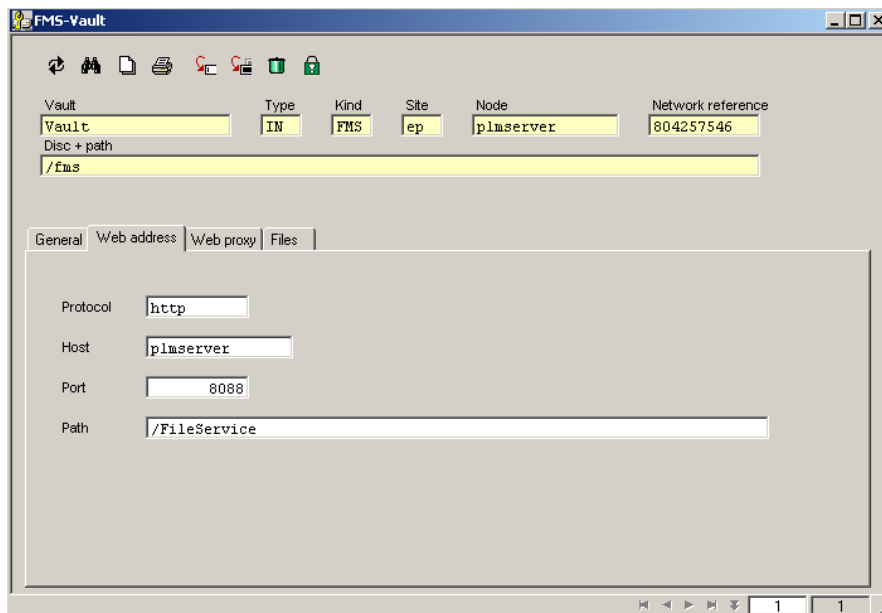 FMS-Vault
Vault Type Kind Site Node Network reference
Vault IN FMS ep plmserver 804257546
Disc + path
/fms
General Web address Web proxy Files
Protocol http
Host plmserver
Port 8088
Path /FileService
1 1